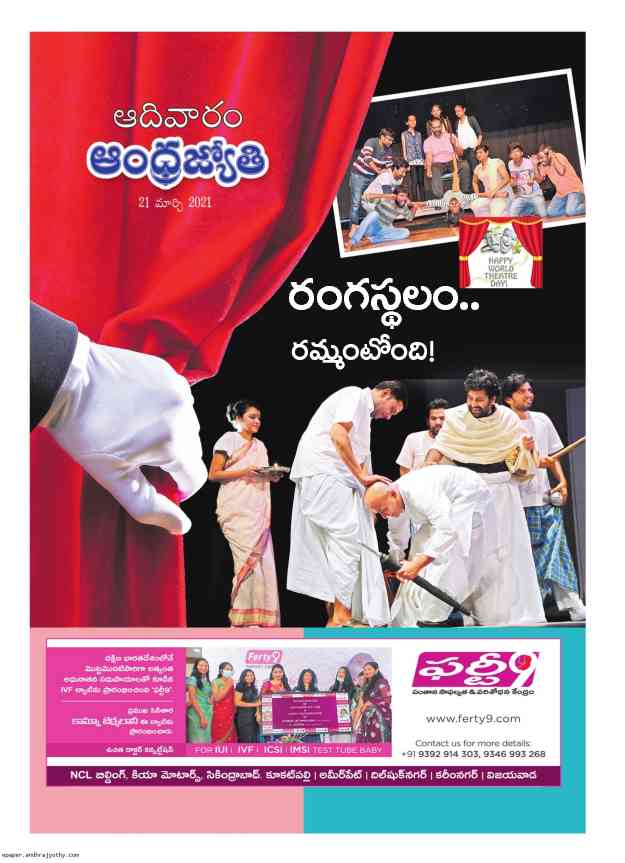 ఆదివారం
ఆంధ్రజ్యోతి
21 మార్చి 2021
HAPPY
WORLD
THEATRE
DAY!
రంగస్థలం..
రమ్మంటోంది!
దక్షిణ భారతదేశంలోనే
మొట్టమొదటిసారిగా అత్యంత
అధునాతన సదుపాయాలతో కూడిన
IVF ల్యాబ్‌ను ప్రారంభించింది "ఫర్టీ9"
ప్రముఖ సినీతార
కామ్నా జెఠ్మలానీ ఈ ల్యాబ్‌ను
ప్రారంభించారు
ఉచిత డాక్టర్ కన్సల్టేషన్
Ferty9
FOR IUI | IVF | ICSI | IMSI TEST TUBE BABY
ఫర్టీ9
సంతాన సాఫల్యత & పరిశోధన కేంద్రం
www.ferty9.com
Contact us for more details:
+91 9392 914 303, 9346 993 268
NCL బిల్డింగ్, కియా మోటార్స్, సికింద్రాబాద్. కూకట్‌పల్లి | అమీర్‌పేట్ | దిల్‌షుక్‌నగర్ | కరీంనగర్ | విజయవాడ
epaper.andhrajyothy.com